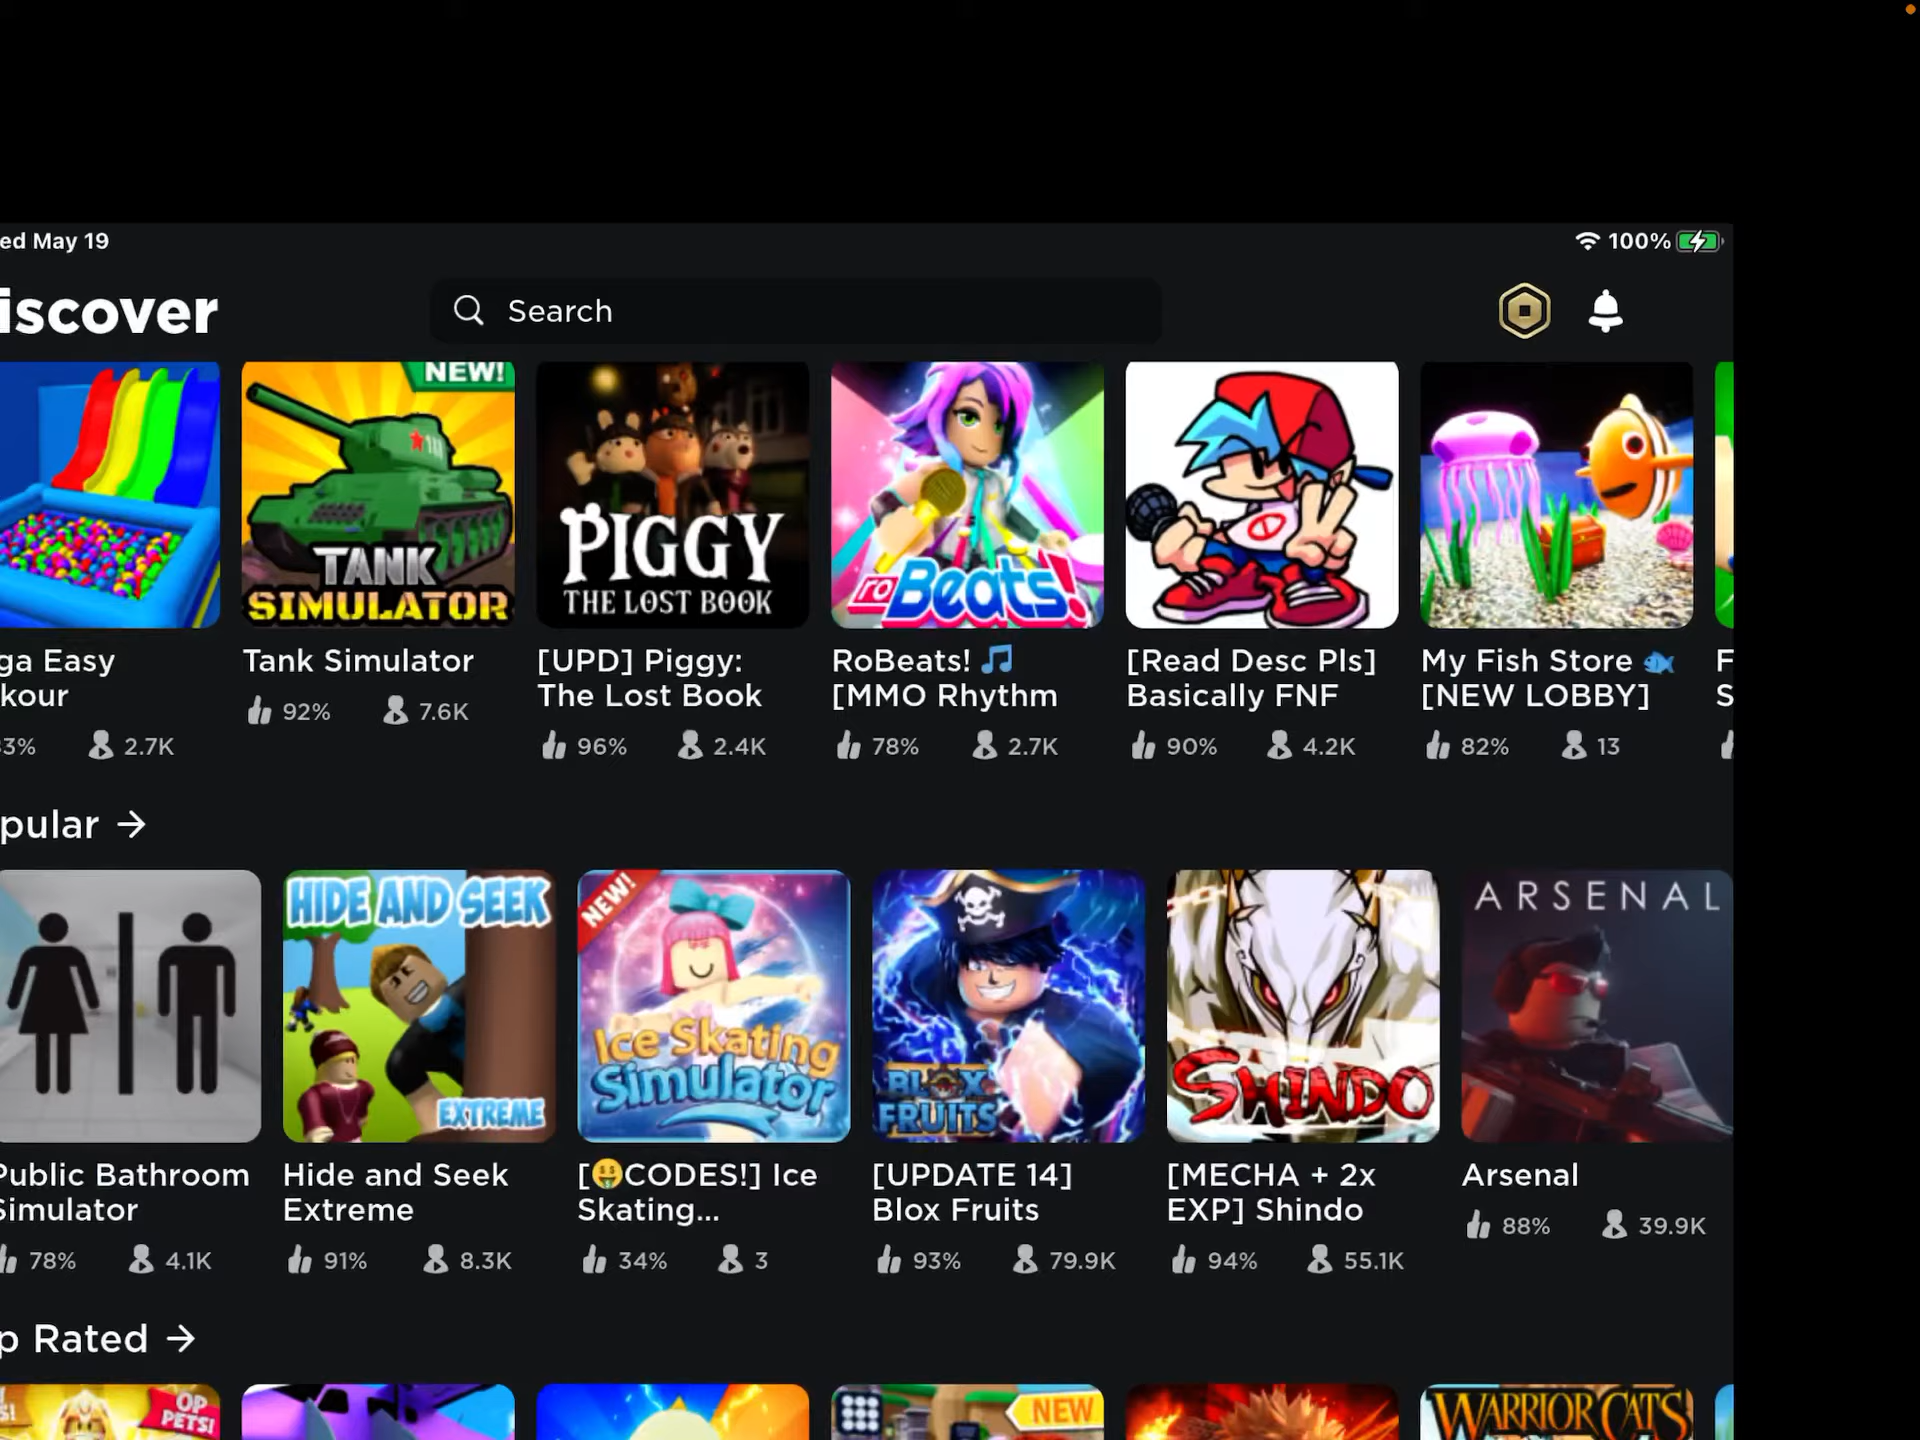 ed May 19
100%
iscover
Search
NEW!
TANK
SIMULATOR
PIGGY
THE LOST BOOK
roBeats!
ga Easy
kour
3%
2.7K
Tank Simulator
92%
7.6K
[UPD] Piggy:
The Lost Book
96%
2.4K
RoBeats! 🎵
[MMO Rhythm
78%
2.7K
[Read Desc Pls]
Basically FNF
90%
4.2K
My Fish Store 🐟
[NEW LOBBY]
82%
13
F
S
pular →
HIDE AND SEEK
EXTREME
NEW!
Ice Skating
Simulator
BLOX
FRUITS
SHINDO
ARSENAL
Public Bathroom
Simulator
78%
4.1K
Hide and Seek
Extreme
91%
8.3K
[🤑CODES!] Ice
Skating...
34%
3
[UPDATE 14]
Blox Fruits
93%
79.9K
[MECHA + 2x
EXP] Shindo
94%
55.1K
Arsenal
88%
39.9K
p Rated →
OP
PETS!
NEW
WARRIOR CATS